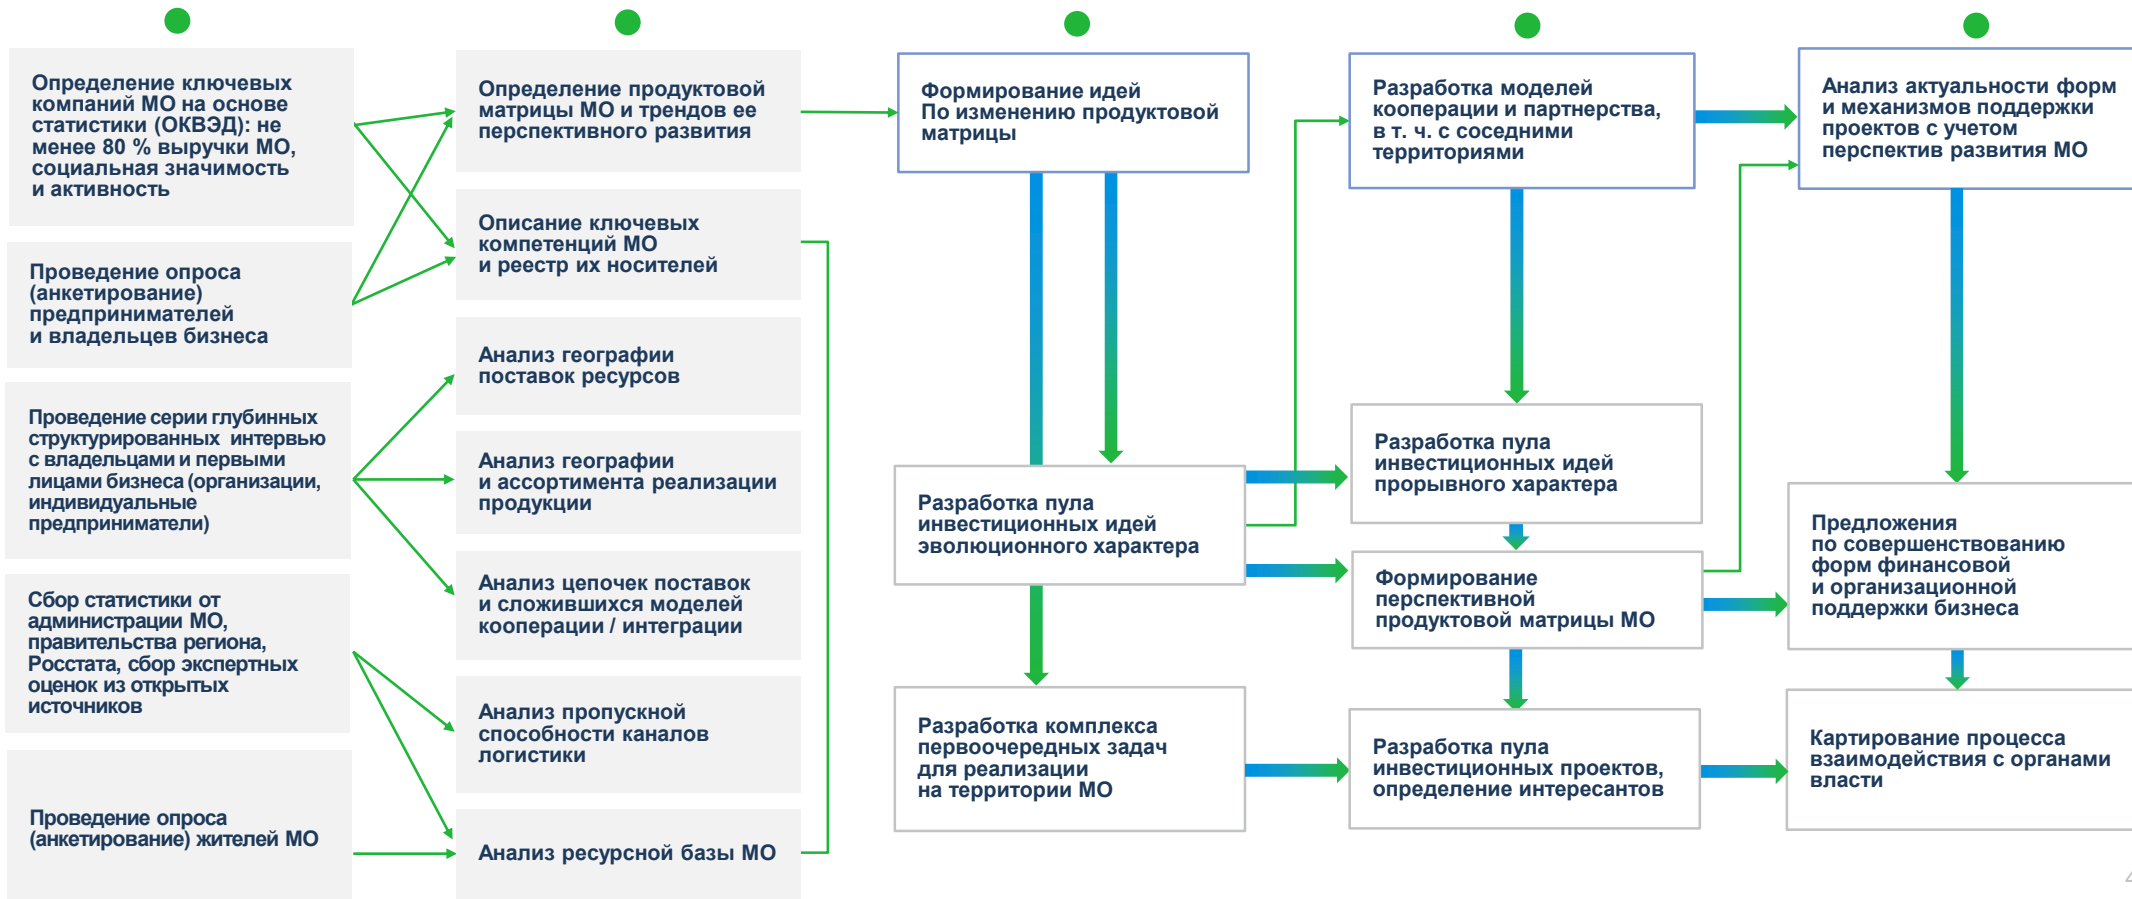 Определение ключевых
компаний МО на основе
статистики (ОКВЭД): не
менее 80 % выручки МО,
социальная значимость
и активность
Проведение опроса
(анкетирование)
предпринимателей
и владельцев бизнеса
Проведение серии глубинных
структурированных интервью
с владельцами и первыми
лицами бизнеса (организации,
индивидуальные
предприниматели)
Сбор статистики от
администрации МО,
правительства региона,
Росстата, сбор экспертных
оценок из открытых
источников
Проведение опроса
(анкетирование) жителей МО
Определение продуктовой
матрицы МО и трендов ее
перспективного развития
Описание ключевых
компетенций МО
и реестр их носителей
Анализ географии
поставок ресурсов
Анализ географии
и ассортимента реализации
продукции
Анализ цепочек поставок
и сложившихся моделей
кооперации / интеграции
Анализ пропускной
способности каналов
логистики
Анализ ресурсной базы МО
Формирование идей
По изменению продуктовой
матрицы
Разработка пула
инвестиционных идей
эволюционного характера
Разработка комплекса
первоочередных задач
для реализации
на территории МО
Разработка моделей
кооперации и партнерства,
в т. ч. с соседними
территориями
Разработка пула
инвестиционных идей
прорывного характера
Формирование
перспективной
продуктовой матрицы МО
Разработка пула
инвестиционных проектов,
определение интересантов
Анализ актуальности форм
и механизмов поддержки
проектов с учетом
перспектив развития МО
Предложения
по совершенствованию
форм финансовой
и организационной
поддержки бизнеса
Картирование процесса
взаимодействия с органами
власти